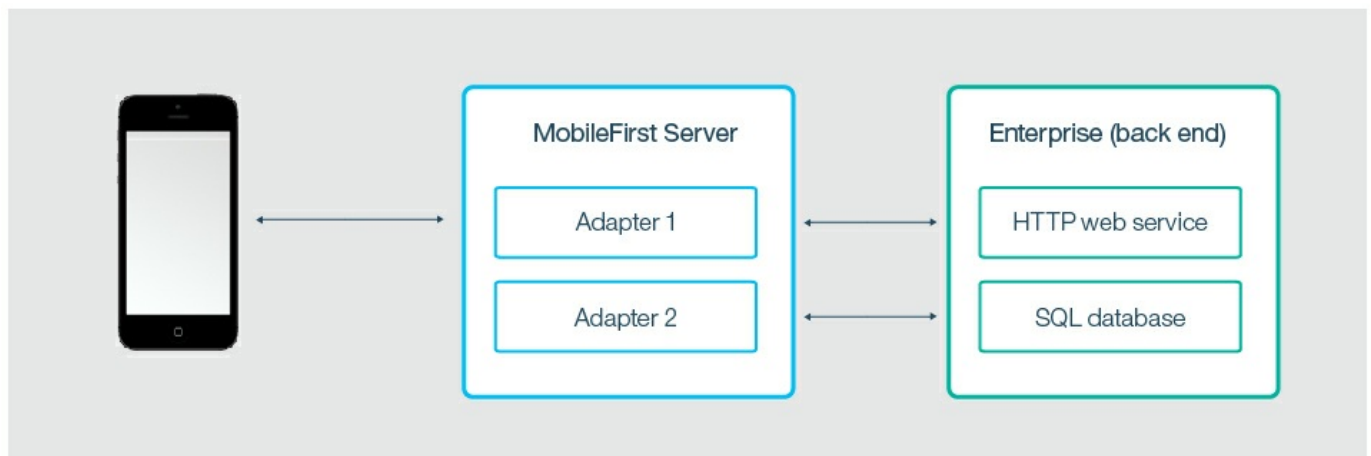 MobileFirst Server
Adapter 1
Adapter 2
Enterprise (back end)
HTTP web service
SQL database